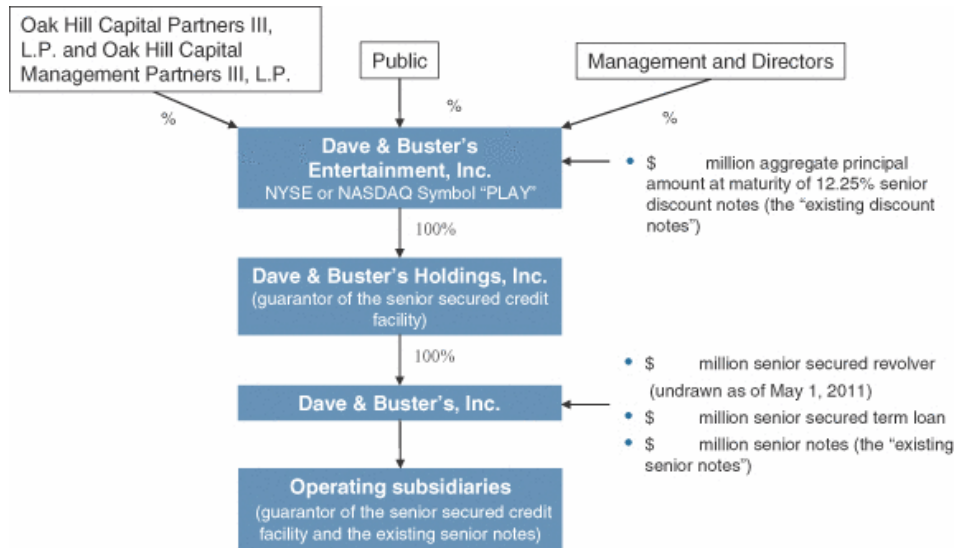 Oak Hill Capital Partners III,
L.P. and Oak Hill Capital
Management Partners III, L.P.
Public
Management and Directors
%
%
%
Dave & Buster's
Entertainment, Inc.
NYSE or NASDAQ Symbol “PLAY”
• $ million aggregate principal
amount at maturity of 12.25% senior
discount notes (the “existing discount
notes”)
100%
Dave & Buster's Holdings, Inc.
(guarantor of the senior secured credit
facility)
100%
Dave & Buster's, Inc.
• $ million senior secured revolver
(undrawn as of May 1, 2011)
• $ million senior secured term loan
• $ million senior notes (the “existing
senior notes”)
Operating subsidiaries
(guarantor of the senior secured credit
facility and the existing senior notes)